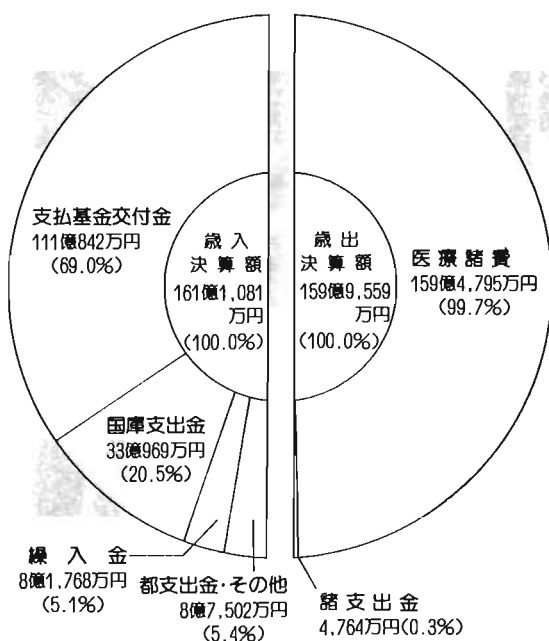 支払基金交付金
111億842万円
(69.0%)
国庫支出金
33億969万円
(20.5%)
繰入金
8億1,768万円
(5.1%)
都支出金・その他
8億7,502万円
(5.4%)
歳入
決算額
161億1,081
万円
(100.0%)
歳出
決算額
159億9,559
万円
(100.0%)
医療諸費
159億4,795万円
(99.7%)
諸支出金
4,764万円(0.3%)